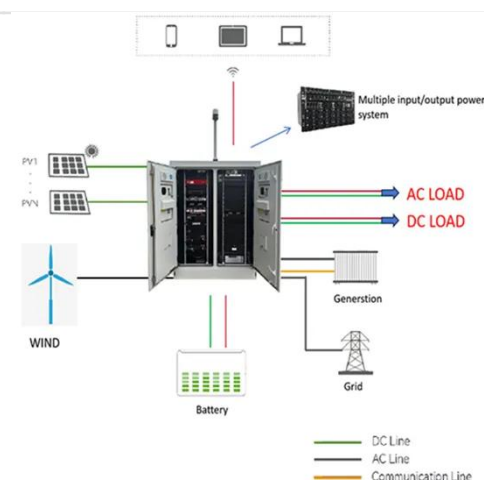 Multiple input/output power
system
PV1
PVN
AC LOAD
DC LOAD
WIND
Generstion
Battery
Grid
DC Line
AC Line
Communication Line